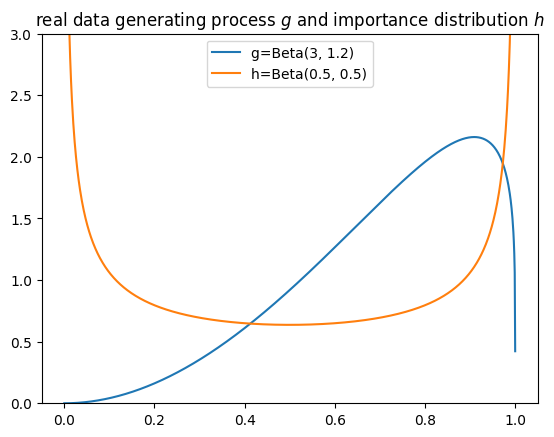 real data generating process g and importance distribution h
g=Beta(3, 1.2)
h=Beta(0.5, 0.5)
3.0
2.5
2.0
1.5
1.0
0.5
0.0
0.0 0.2 0.4 0.6 0.8 1.0